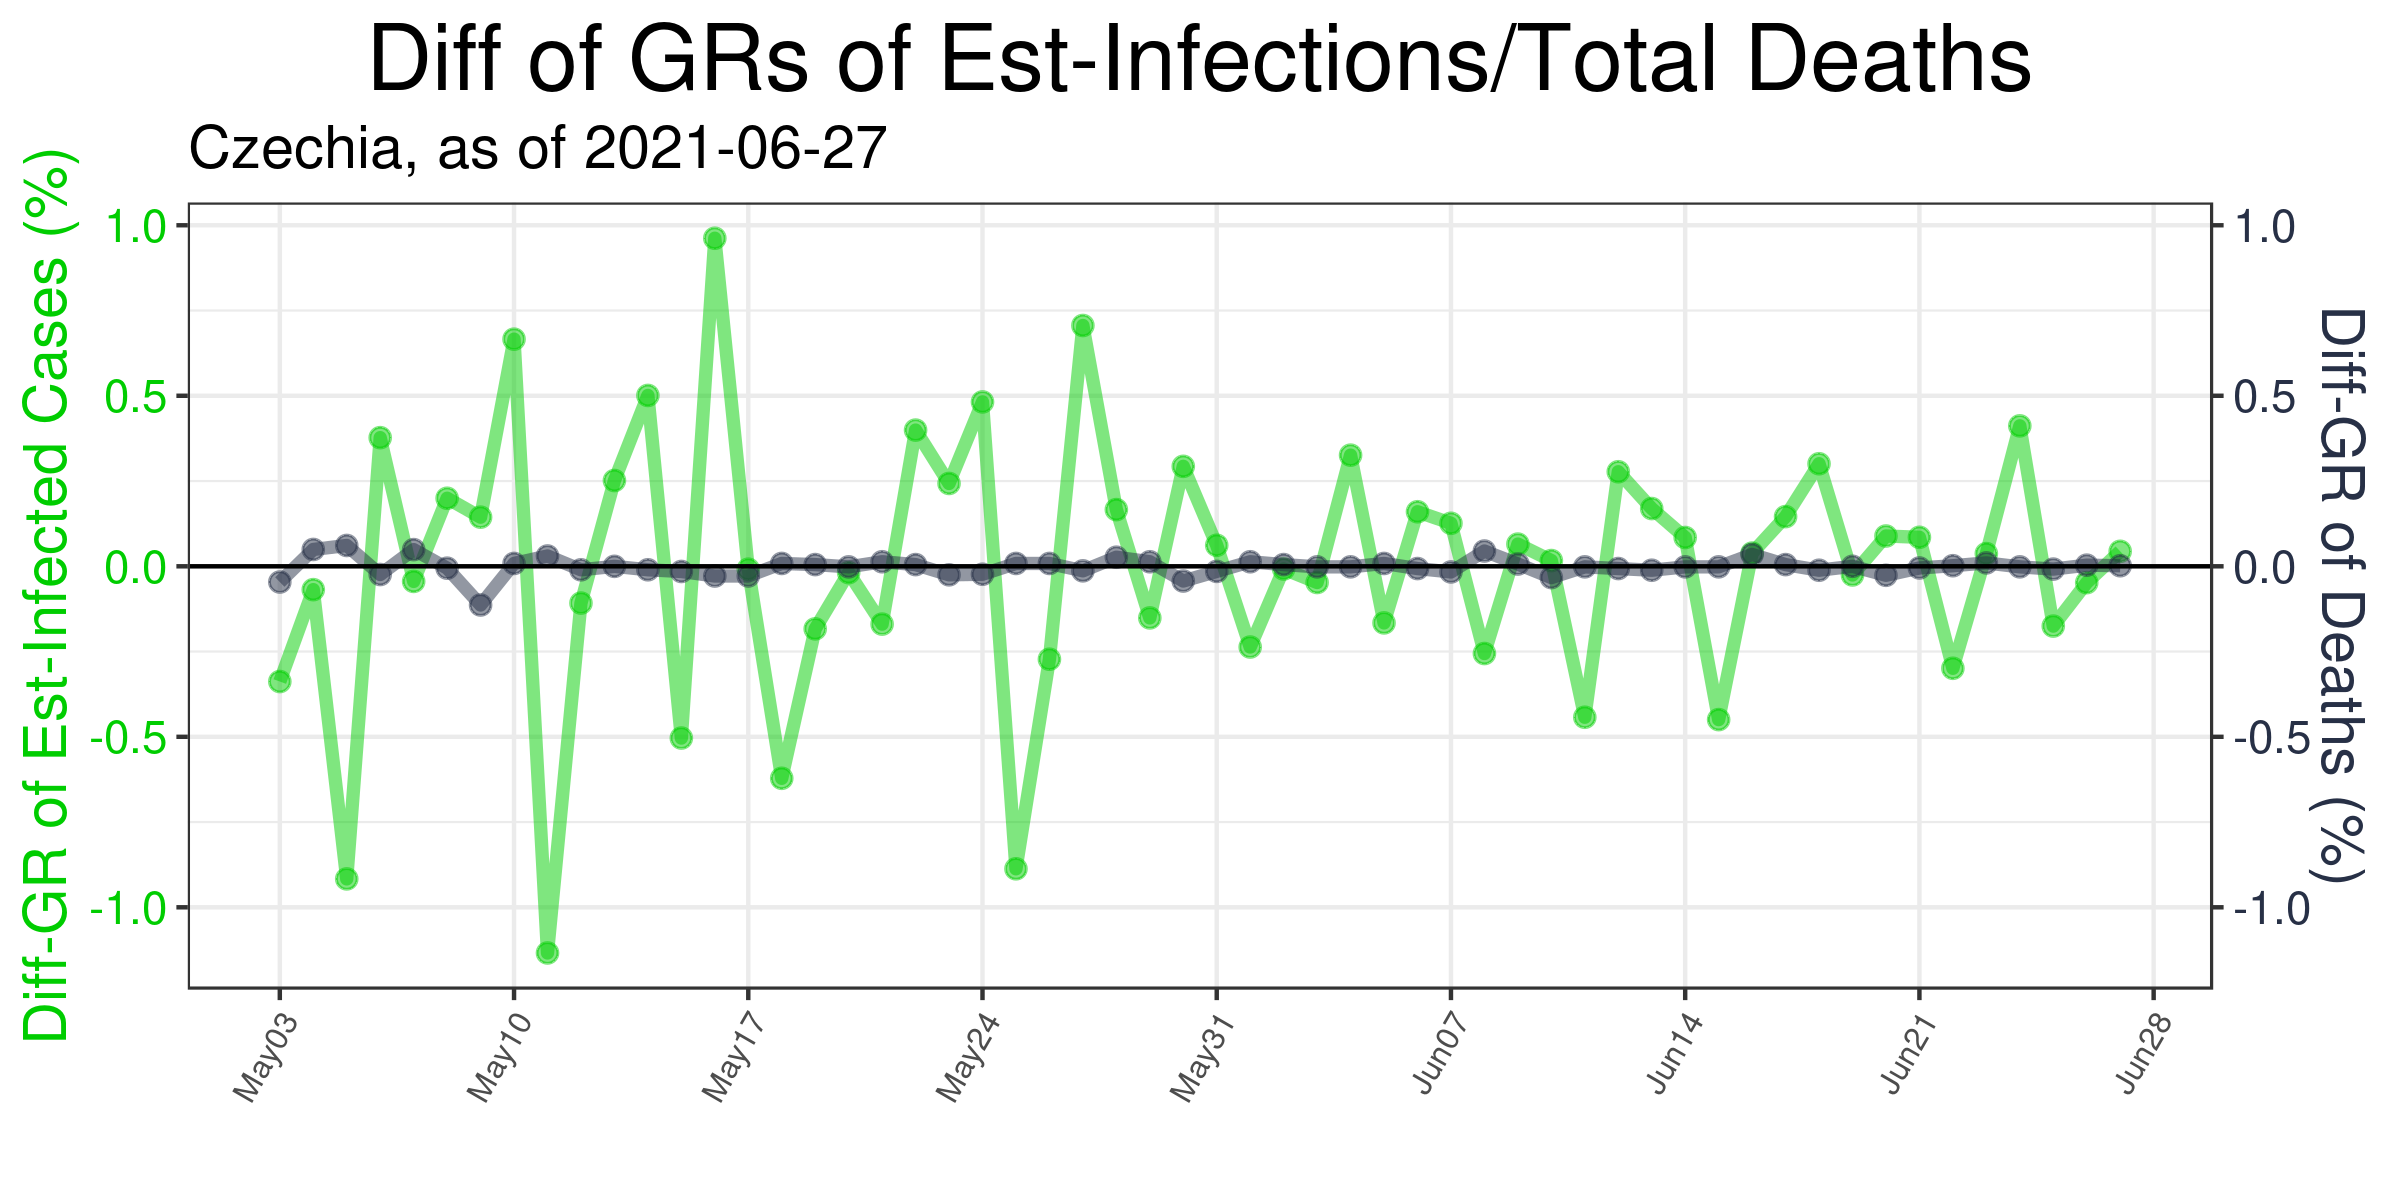 Diff of GRs of Est-Infections/Total Deaths
Czechia, as of 2021-06-27
Diff-GR of Est-Infected Cases (%)
1.0
0.5
0.0
-0.5
-1.0
1.0
0.5
0.0
-0.5
-1.0
Diff-GR of Deaths (%)
May03
May10
May17
May24
May31
Jun07
Jun14
Jun21
Jun28